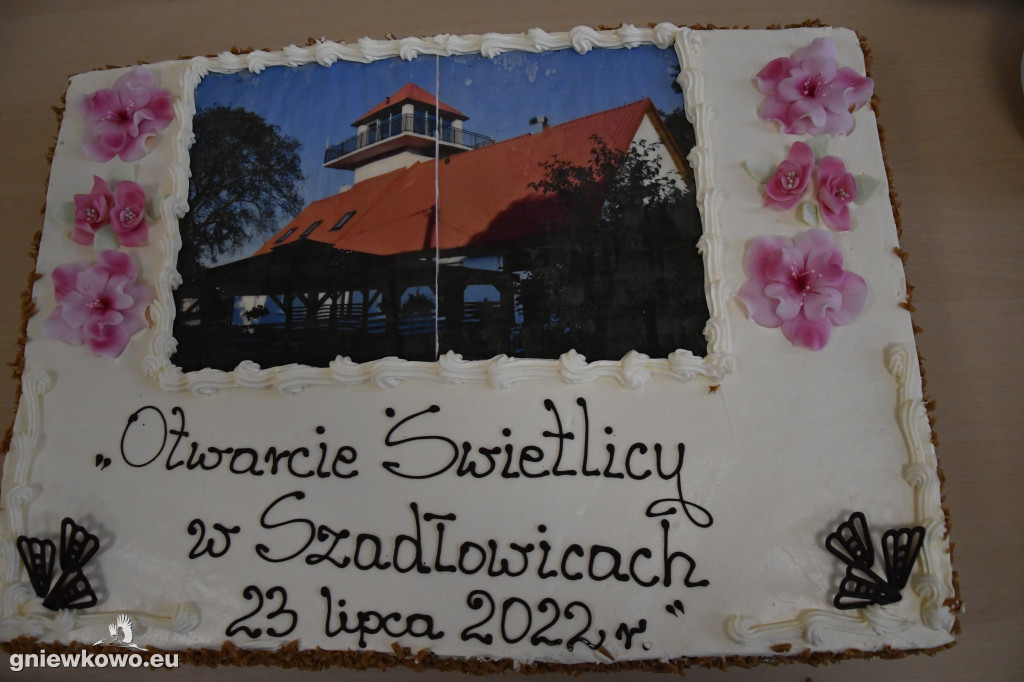 „Otwarcie Świetlicy
w Szadłowicach
23 lipca 2022 r."
gniewkowo.eu